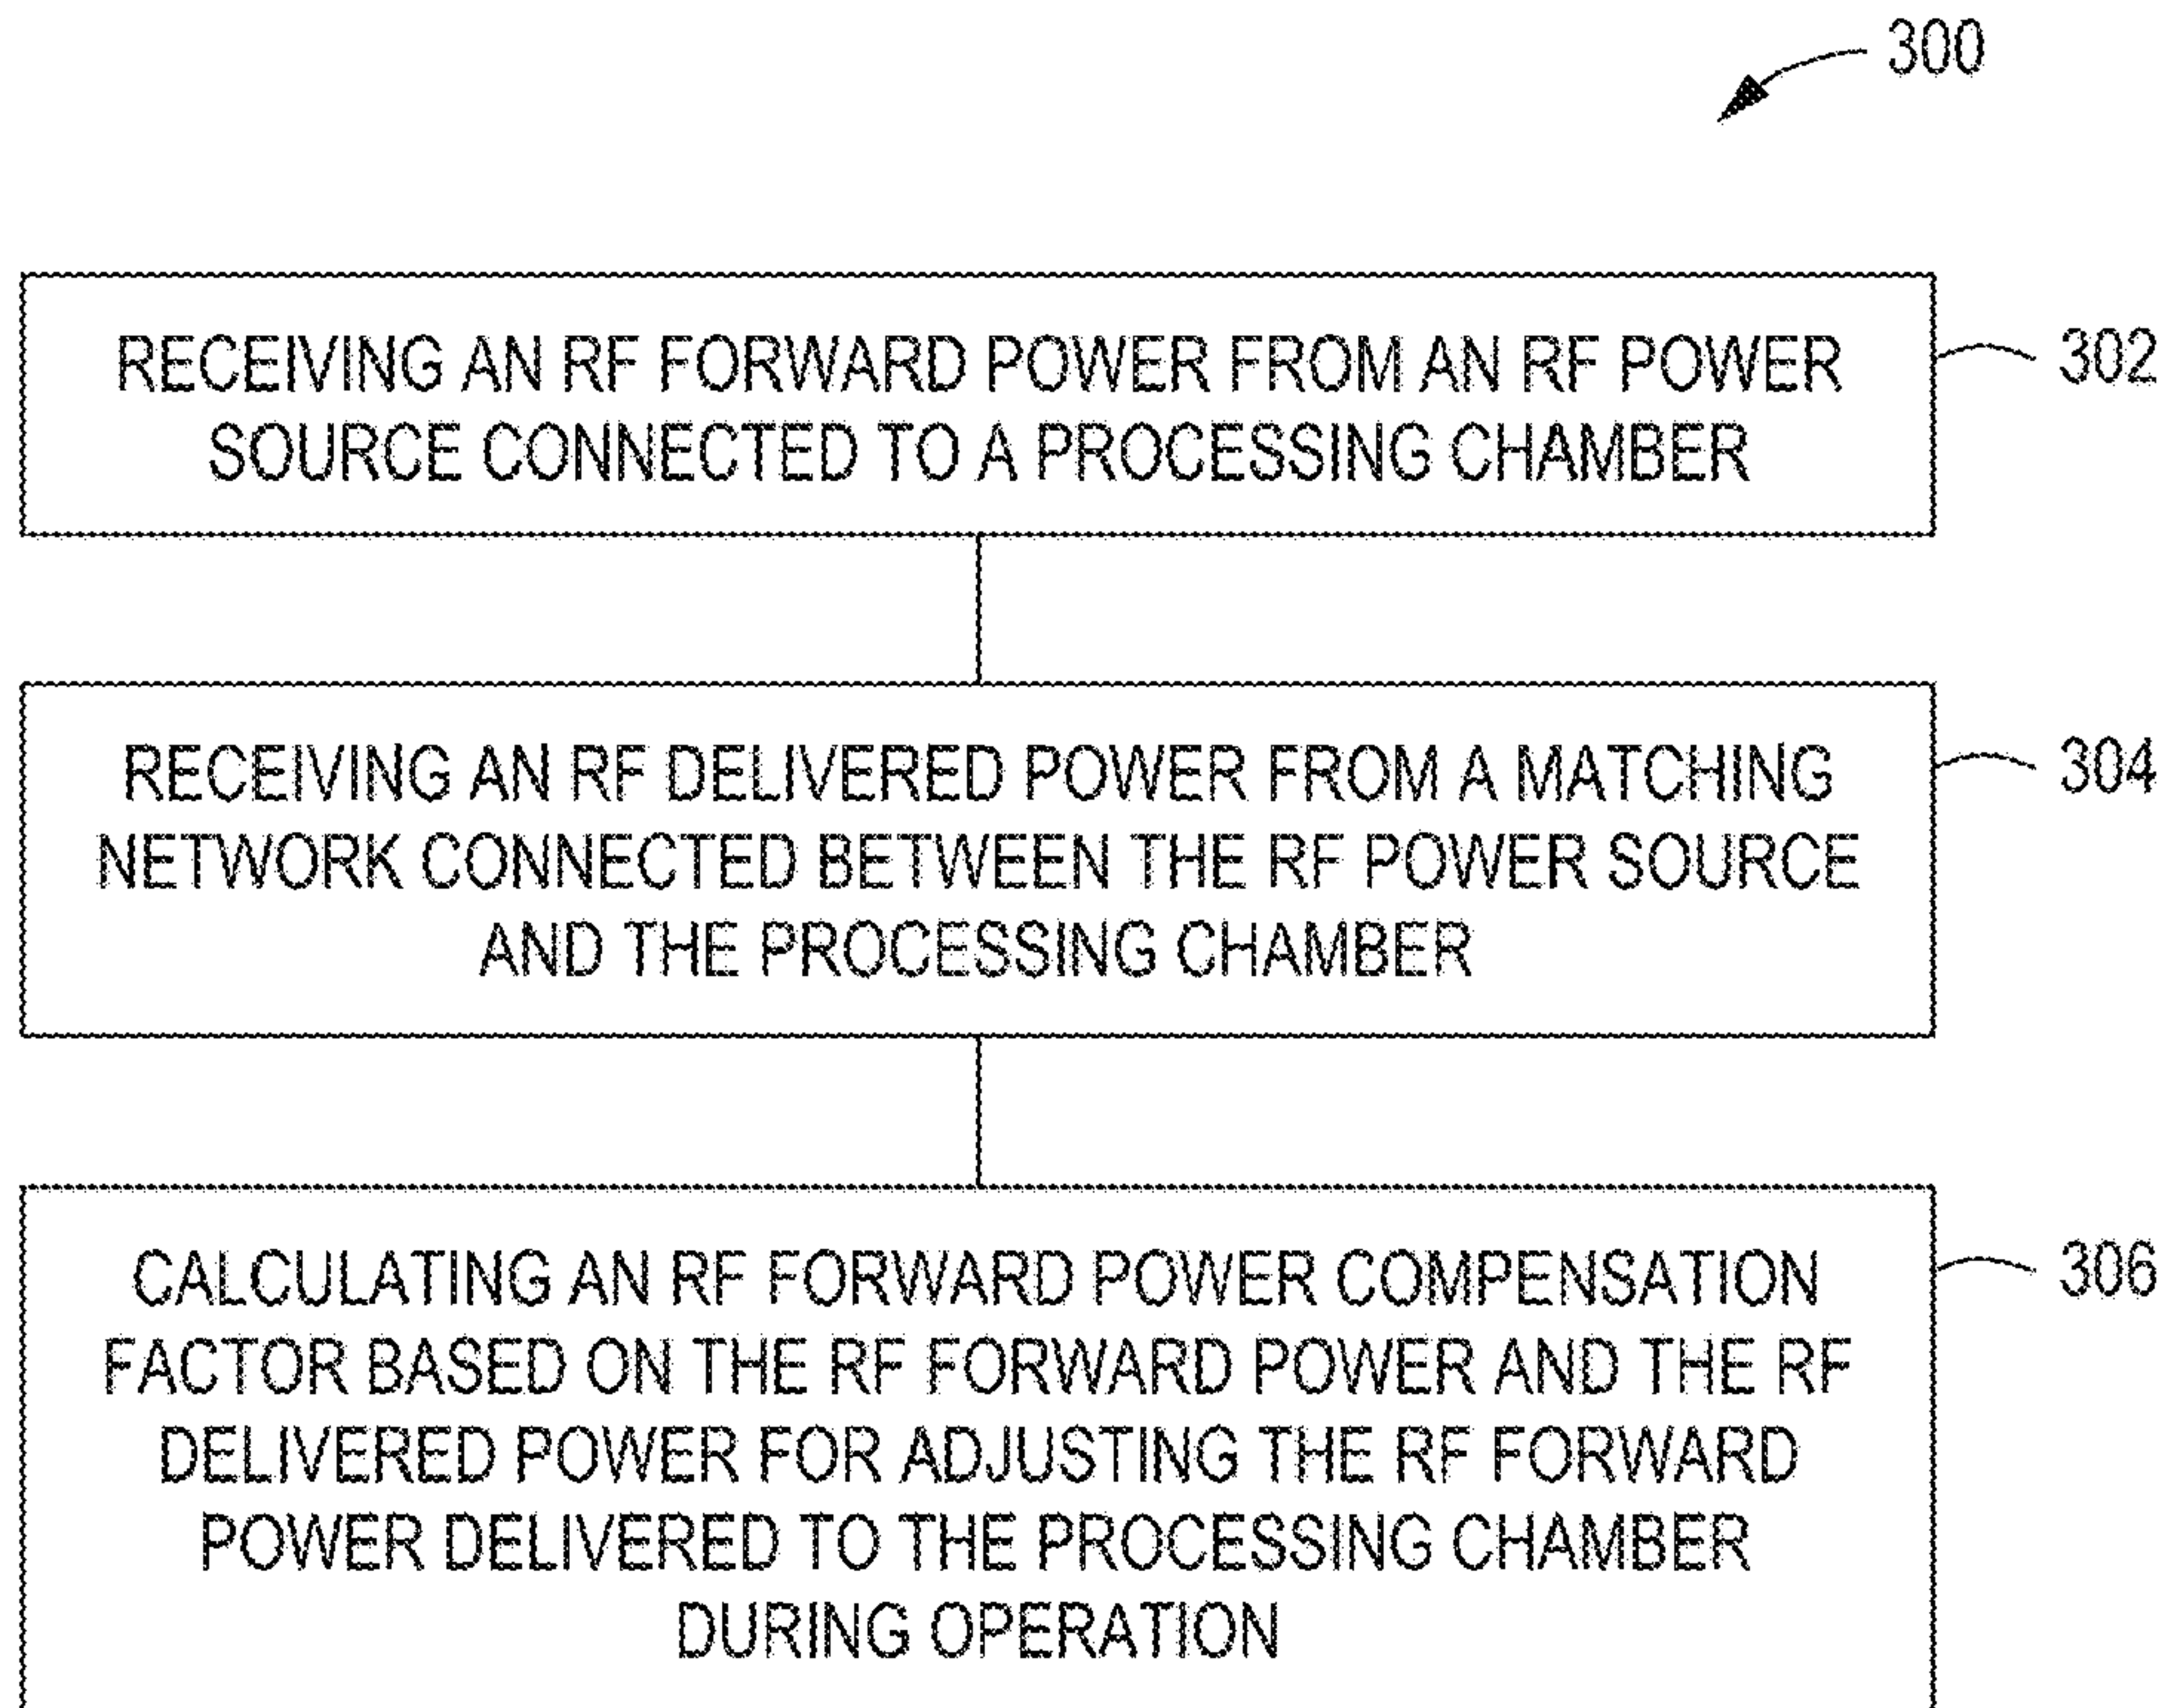 300
RECEIVING AN RF FORWARD POWER FROM AN RF POWER
SOURCE CONNECTED TO A PROCESSING CHAMBER
302
RECEIVING AN RF DELIVERED POWER FROM A MATCHING
NETWORK CONNECTED BETWEEN THE RF POWER SOURCE
AND THE PROCESSING CHAMBER
304
CALCULATING AN RF FORWARD POWER COMPENSATION
FACTOR BASED ON THE RF FORWARD POWER AND THE RF
DELIVERED POWER FOR ADJUSTING THE RF FORWARD
POWER DELIVERED TO THE PROCESSING CHAMBER
DURING OPERATION
306